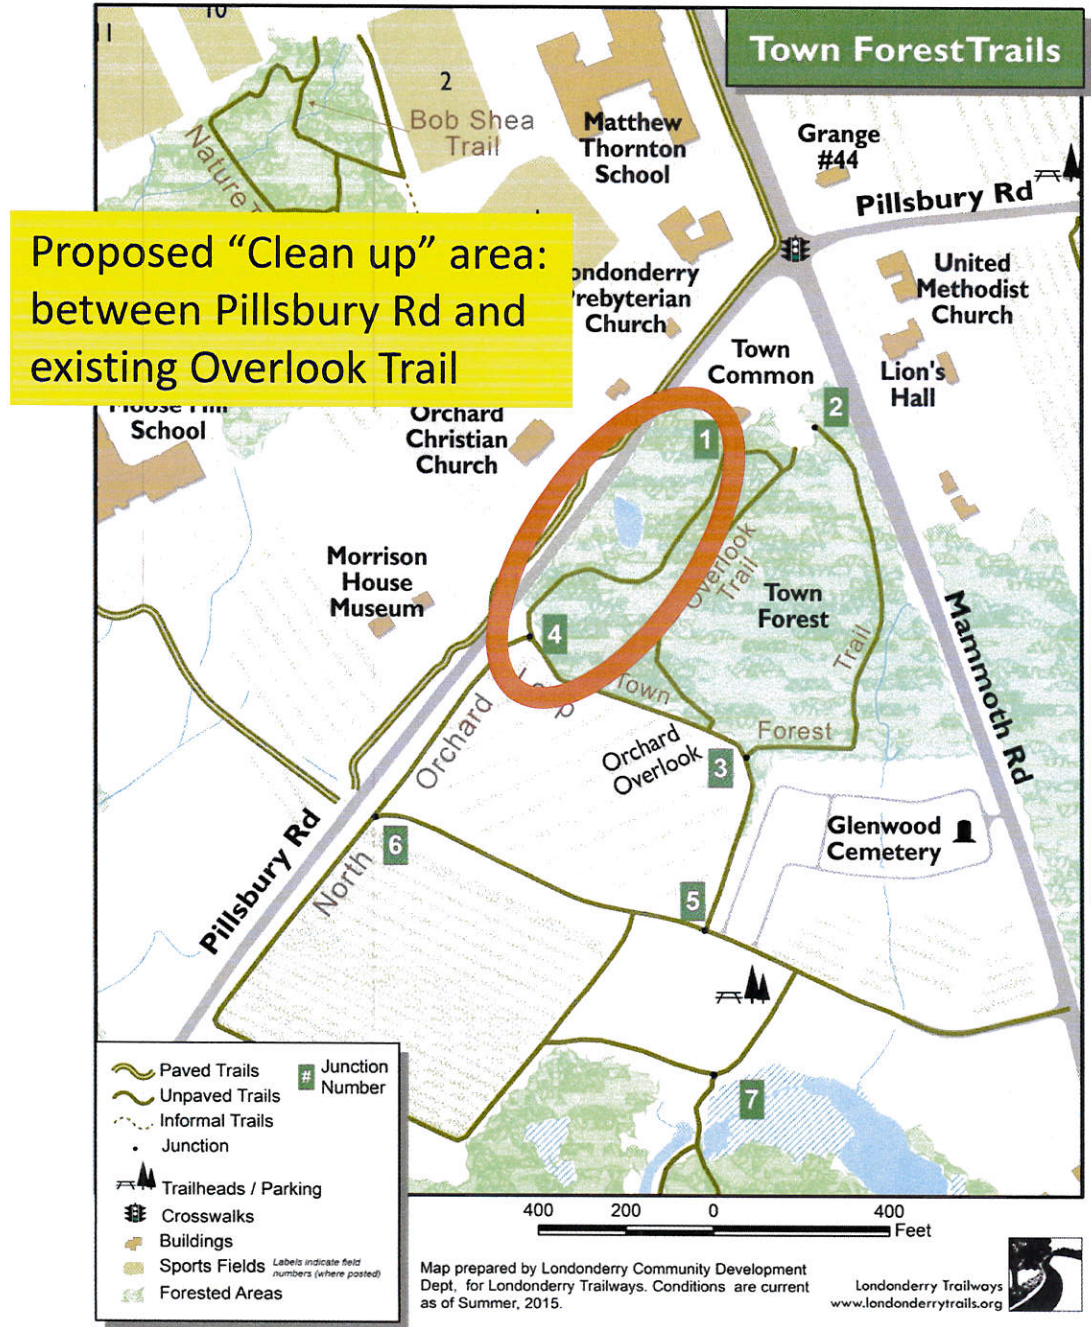 Town Forest Trails
11
10
2
Bob Shea
Trail
Nature
Matthew
Thornton
School
Grange
#44
Pillsbury Rd
Proposed “Clean up” area:
between Pillsbury Rd and
existing Overlook Trail
Church
United
Methodist
Church
Town
Common
Lion's
Hall
School
Orchard
Christian
Church
1
2
Morrison
House
Museum
Overlook
Trail
Town
Forest
4
Mammoth Rd
Trail
Town
Forest
Orchard
Orchard
Overlook
3
Glenwood
Cemetery
6
North
Pillsbury Rd
5
7
Paved Trails
Unpaved Trails
Informal Trails
Junction
# Junction
Number
Trailheads / Parking
Crosswalks
Buildings
Sports Fields Labels indicate field
numbers (where posted)
Forested Areas
400 200 0 400
Feet
Map prepared by Londonderry Community Development
Dept, for Londonderry Trailways. Conditions are current
as of Summer, 2015.
Londonderry Trailways
www.londonderrytrails.org